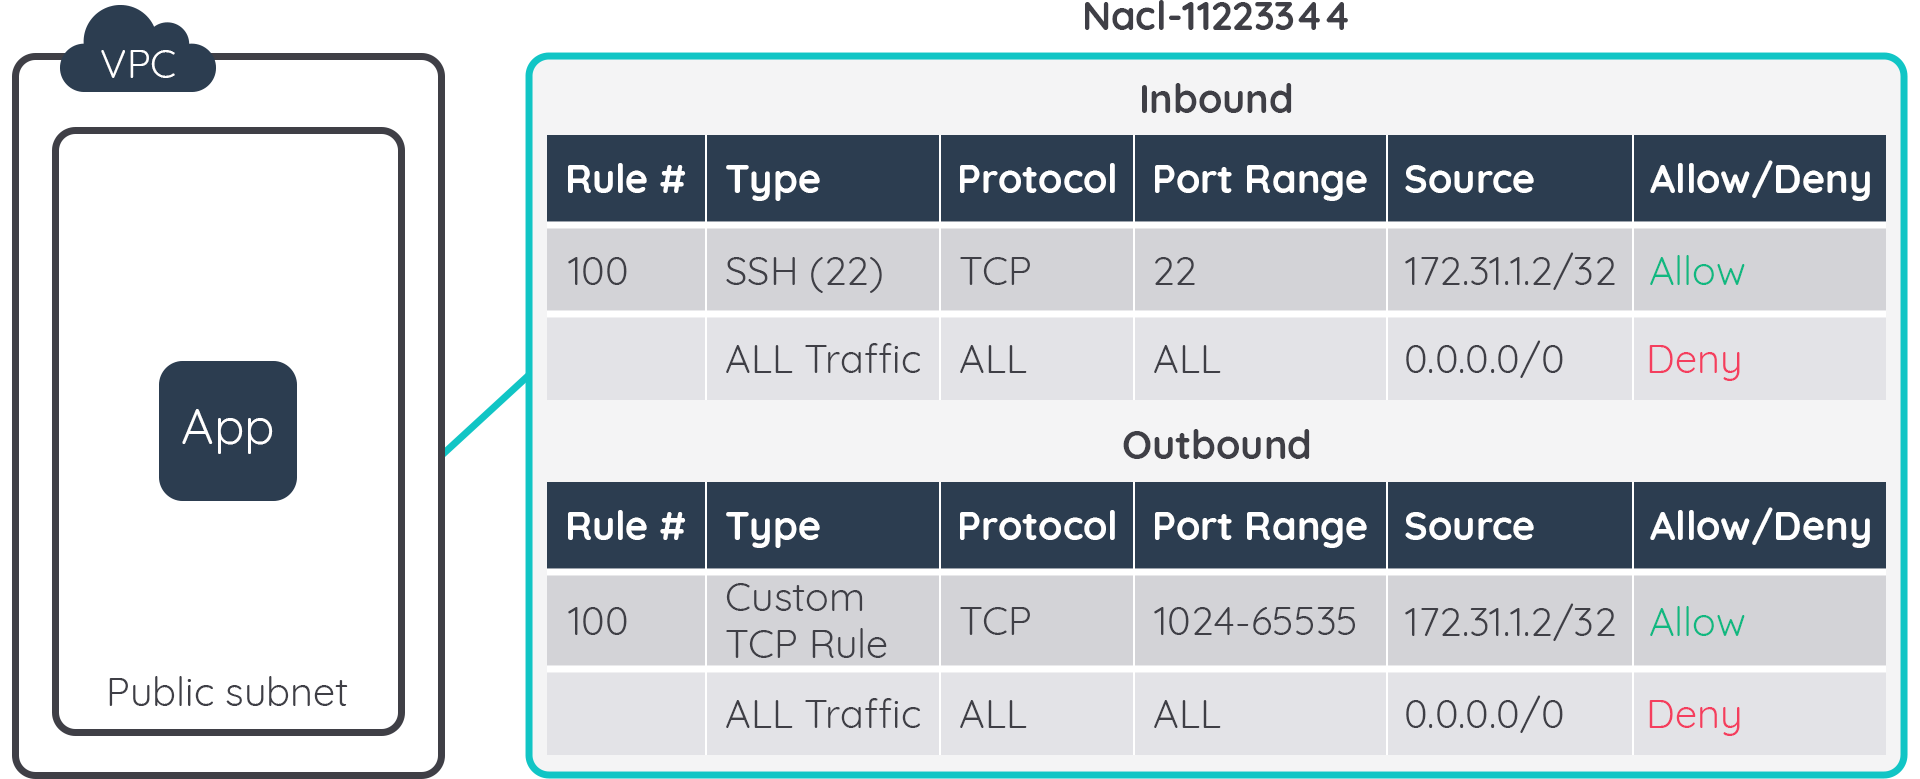 VPC
App
Public subnet
Nacl-11223344
Inbound
Rule # Type Protocol Port Range Source Allow/Deny
100 SSH (22) TCP 22 172.31.1.2/32 Allow
ALL Traffic ALL ALL 0.0.0.0/0 Deny
Outbound
Rule # Type Protocol Port Range Source Allow/Deny
100 Custom TCP Rule TCP 1024-65535 172.31.1.2/32 Allow
ALL Traffic ALL ALL 0.0.0.0/0 Deny